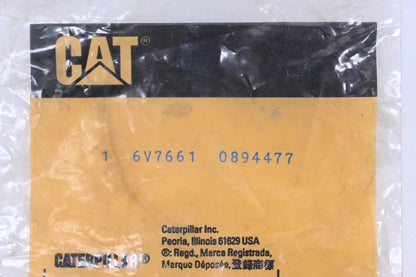 CAT®
1 6V7661 0894477
Caterpillar Inc.
Peoria, Illinois 61629 USA
®: Regd., Marca Registrada,
Marque Déposée, 登録商標
CATERPILLAR®